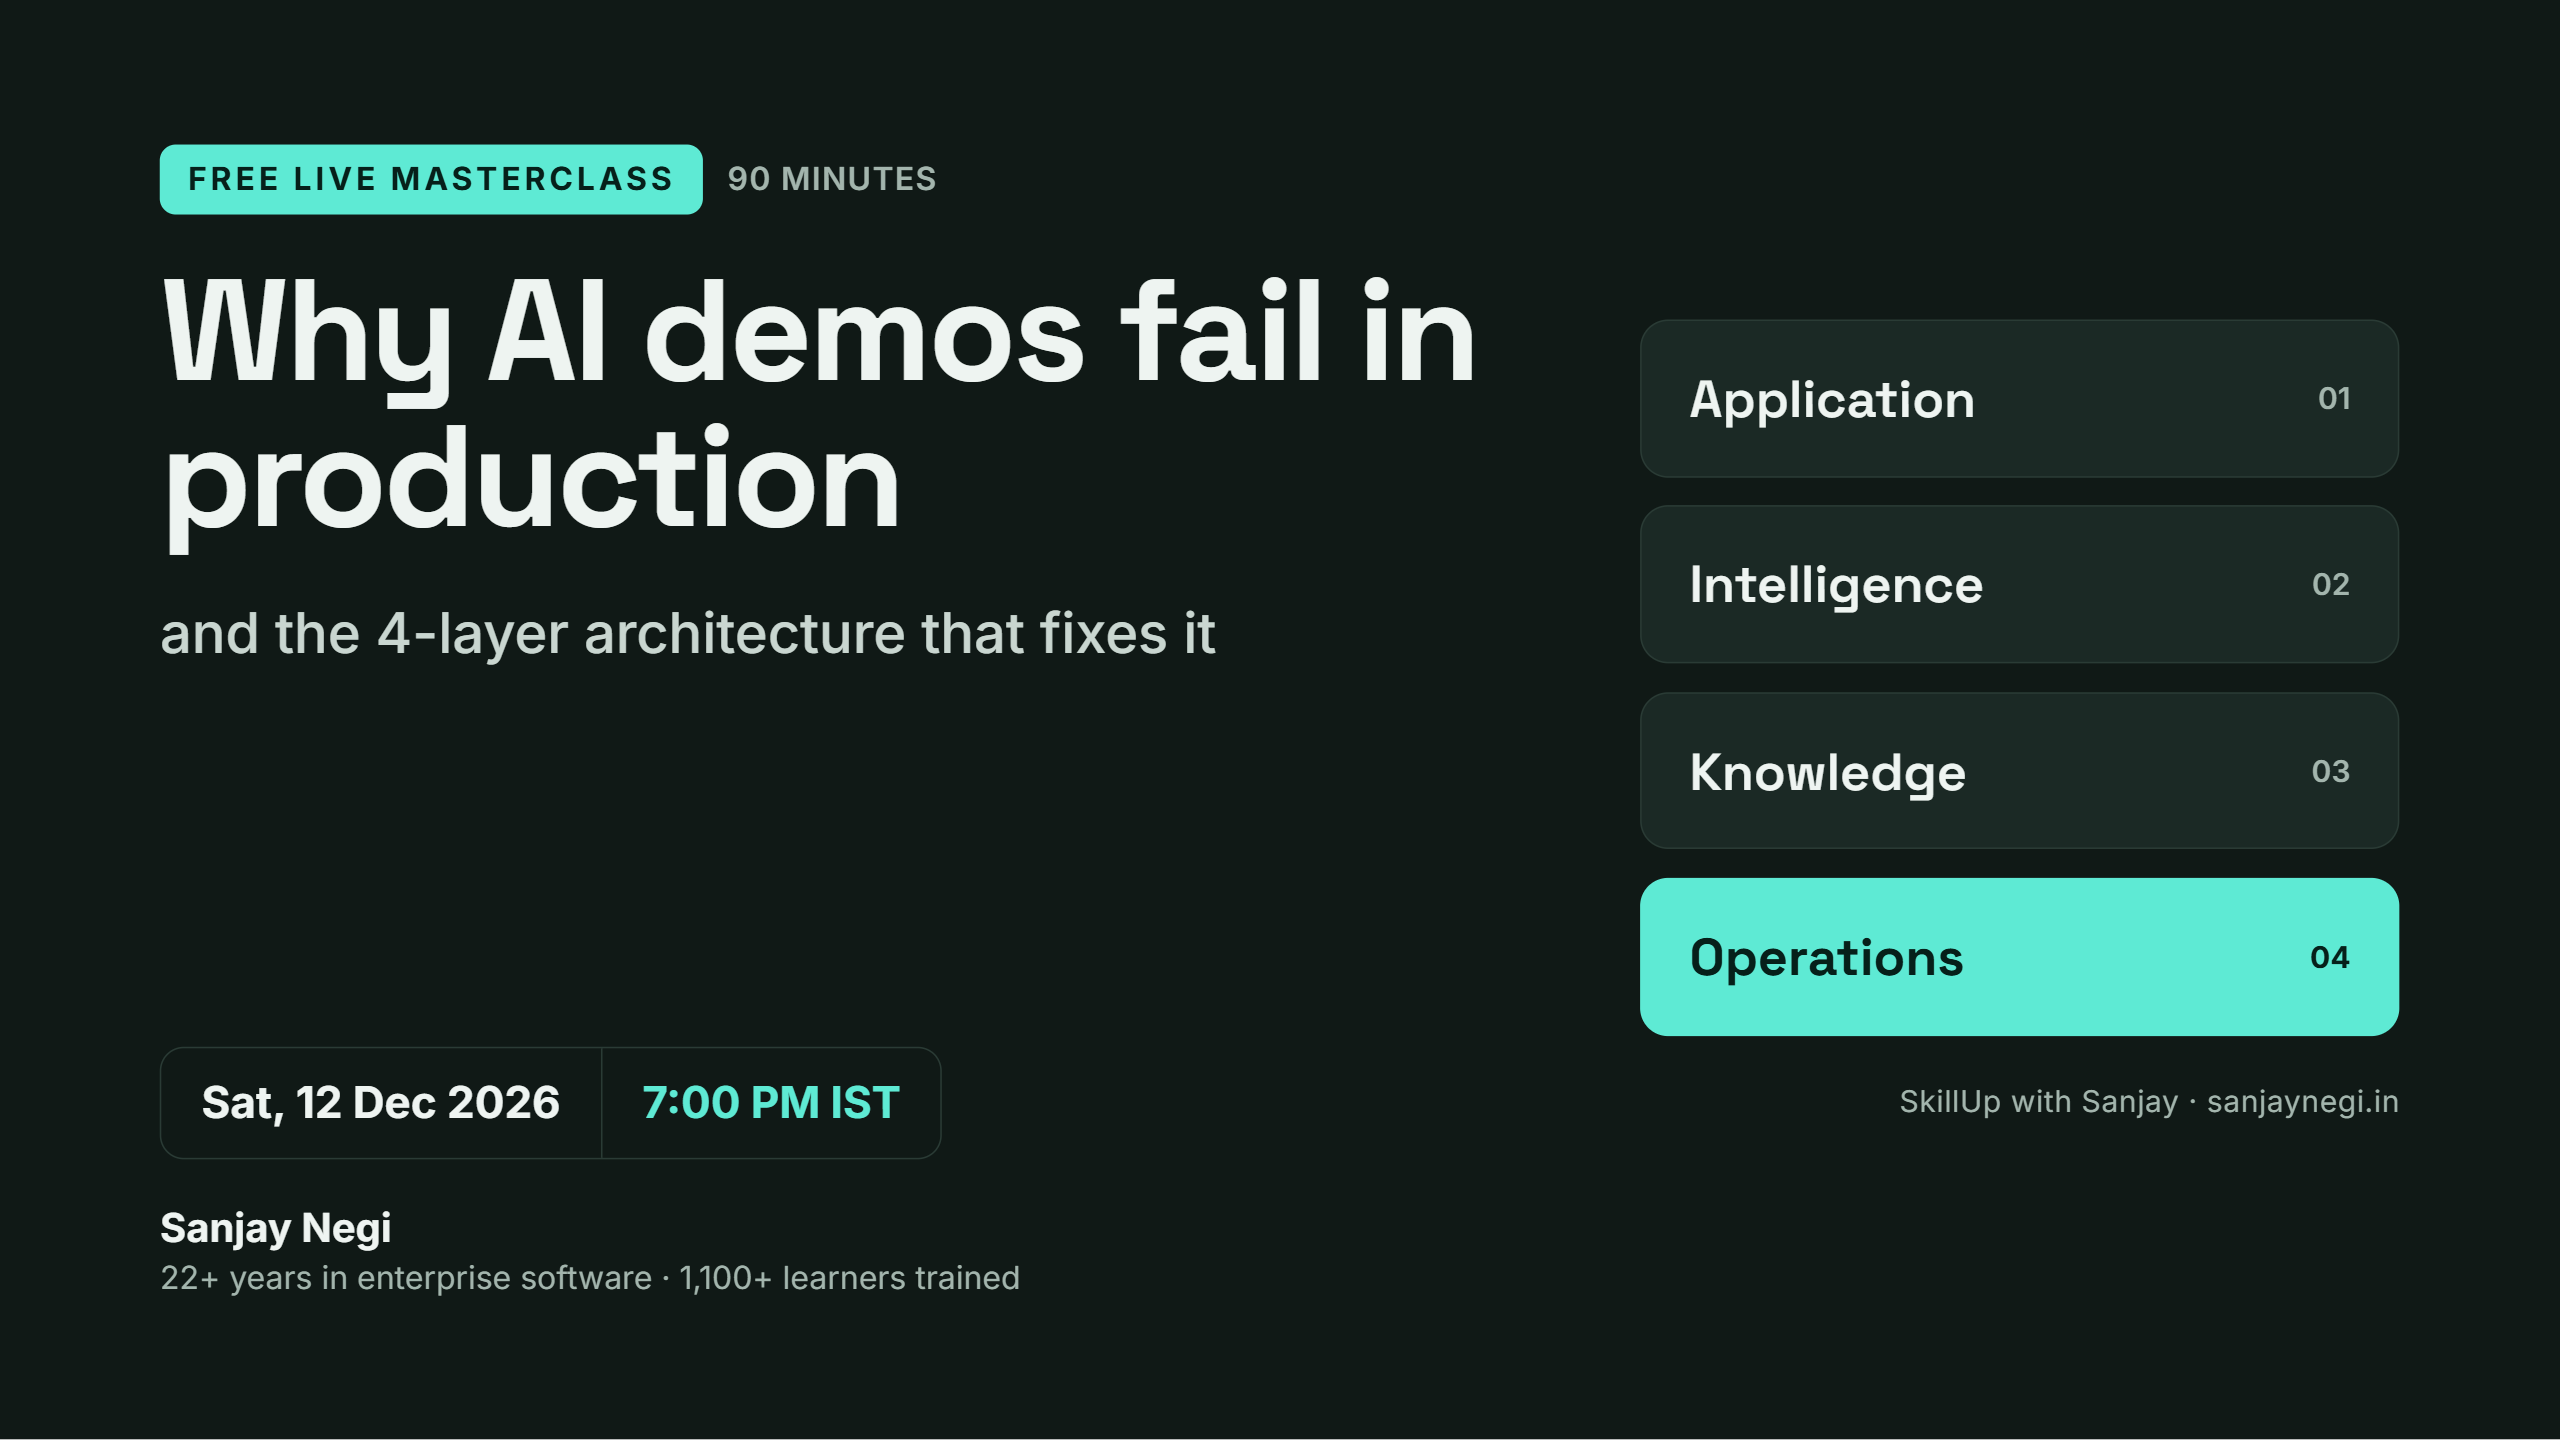 FREE LIVE MASTERCLASS 90 MINUTES
Why AI demos fail in
production
and the 4-layer architecture that fixes it
Sat, 12 Dec 2026 7:00 PM IST
Sanjay Negi
22+ years in enterprise software · 1,100+ learners trained
Application 01
Intelligence 02
Knowledge 03
Operations 04
SkillUp with Sanjay · sanjaynegi.in